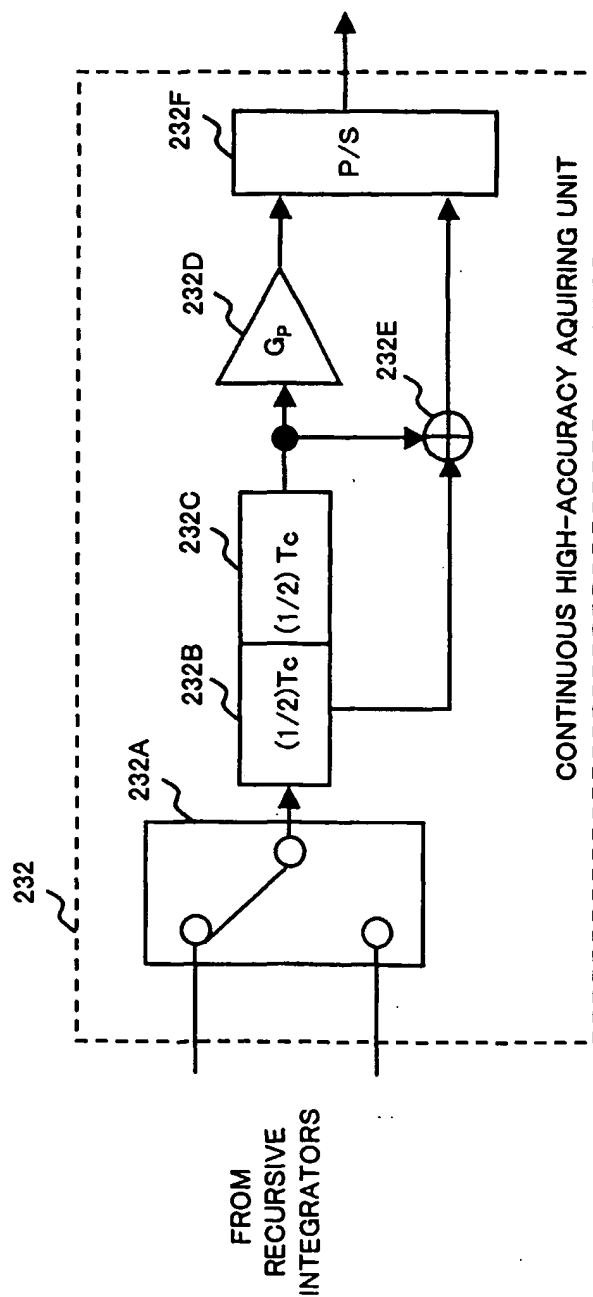 232
232A
232B
232C
232D
232F
(1/2)Tc
(1/2) Tc
GP
P/S
232E
FROM
RECURSIVE
INTEGRATORS
CONTINUOUS HIGH-ACCURACY AQUIRING UNIT